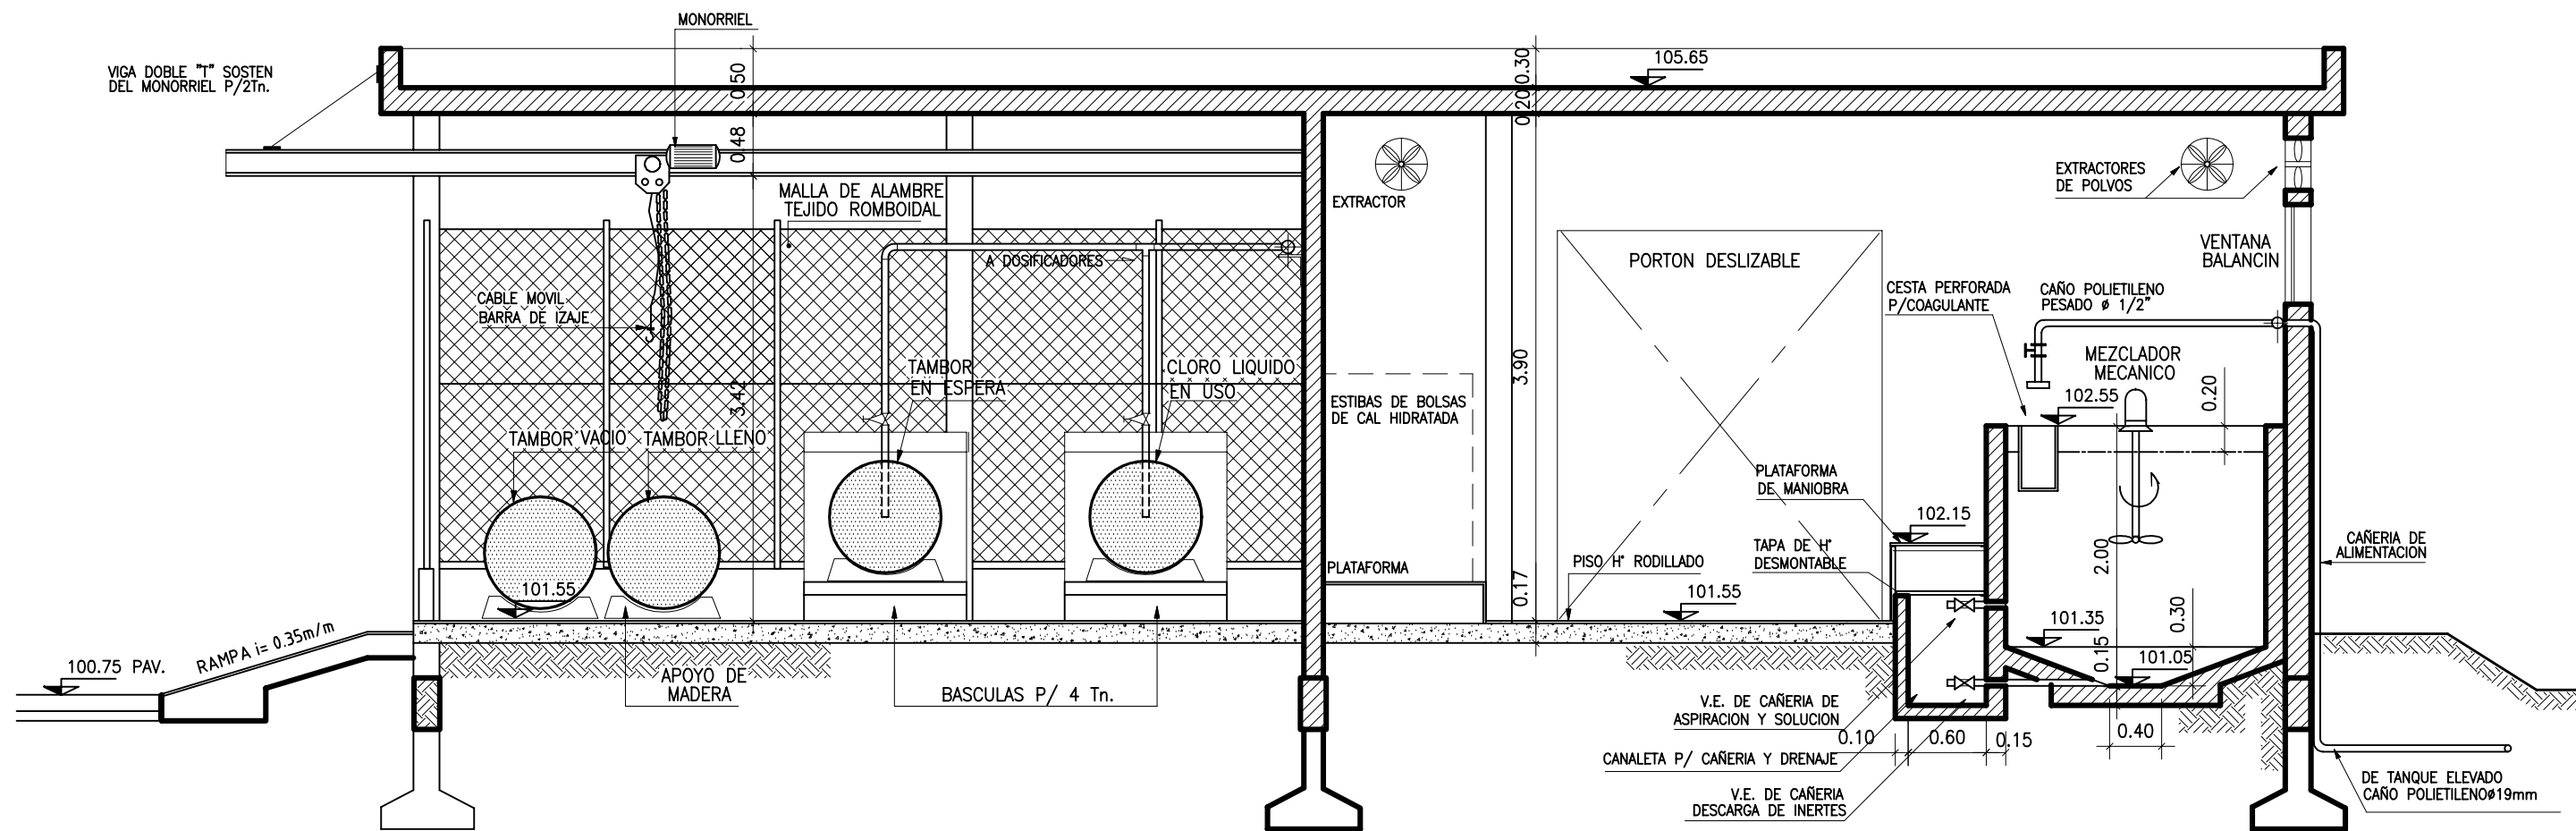 MONORRIEL
VIGA DOBLE "T" SOSTEN
DEL MONORRIEL P/2Tn.
0.50
0.48
3.42
0.30
0.20
3.90
0.17
105.65
MALLA DE ALAMBRE
TEJIDO ROMBOIDAL
A DOSIFICADORES
CABLE MOVIL
BARRA DE IZAJE
TAMBOR
EN ESPERA
CLORO LIQUIDO
EN USO
TAMBOR VACIO
TAMBOR LLENO
101.55
100.75 PAV.
RAMPA i= 0.35m/m
APOYO DE
MADERA
BASCULAS P/ 4 Tn.
EXTRACTOR
ESTIBAS DE BOLSAS
DE CAL HIDRATADA
PLATAFORMA
PORTON DESLIZABLE
PISO H° RODILLADO
101.55
EXTRACTORES
DE POLVOS
VENTANA
BALANCIN
CESTA PERFORADA
P/COAGULANTE
CAÑO POLIETILENO
PESADO ø 1/2"
MEZCLADOR
MECANICO
102.55
0.20
PLATAFORMA
DE MANIOBRA
102.15
TAPA DE H°
DESMONTABLE
2.00
0.30
0.15
101.35
101.05
CAÑERIA DE
ALIMENTACION
V.E. DE CAÑERIA DE
ASPIRACION Y SOLUCION
0.10
0.60
0.15
0.40
CANALETA P/ CAÑERIA Y DRENAJE
V.E. DE CAÑERIA
DESCARGA DE INERTES
DE TANQUE ELEVADO
CAÑO POLIETILENOø19mm